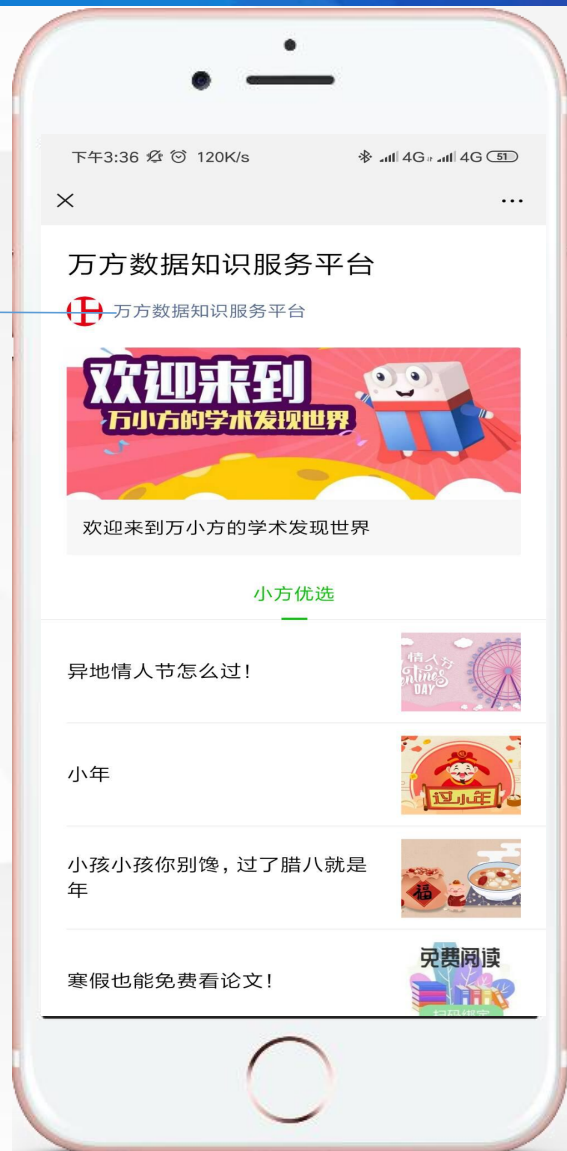 下午3:36 120K/s 4G 4G 51
万方数据知识服务平台
万方数据知识服务平台
欢迎来到
万小方的学术发现世界
欢迎来到万小方的学术发现世界
小方优选
异地情人节怎么过!
情人节
DAY
小年
过小年
小孩小孩你别馋,过了腊八就是
年
福
寒假也能免费看论文!
免费阅读